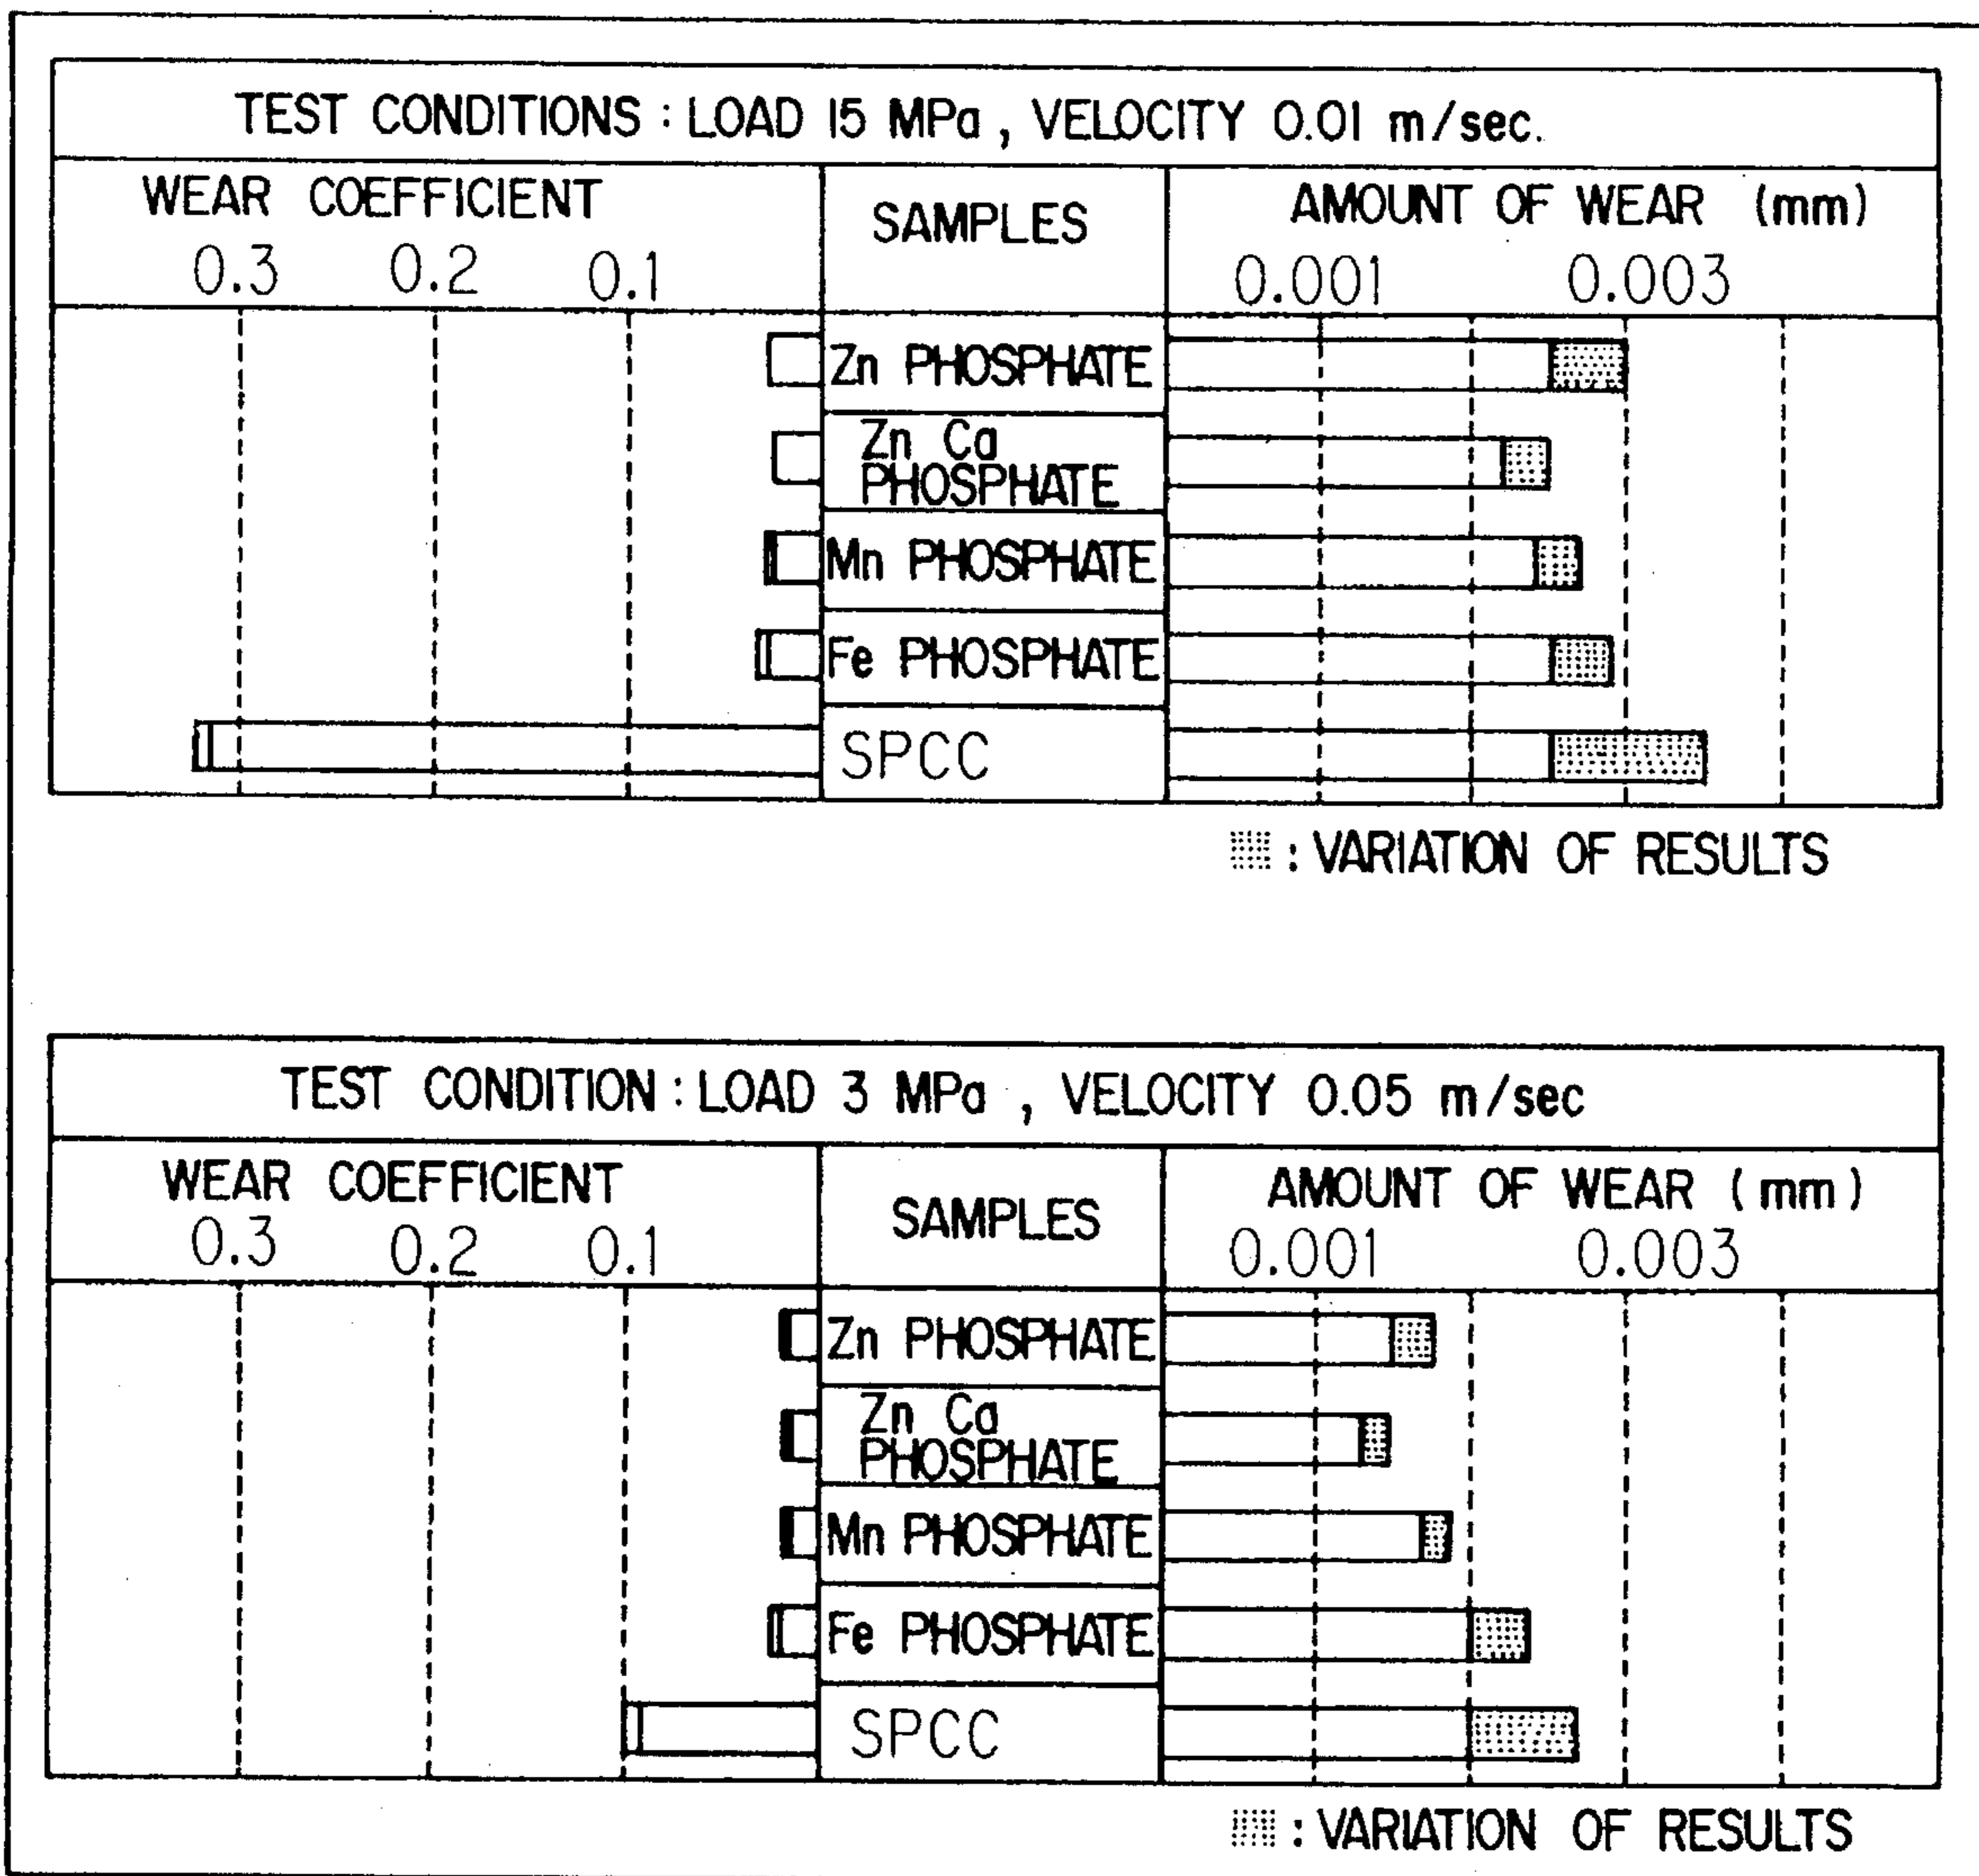 TEST CONDITIONS : LOAD 15 MPa , VELOCITY 0.01 m/sec.
WEAR COEFFICIENT
0.3 0.2 0.1
SAMPLES
AMOUNT OF WEAR (mm)
0.001 0.003
Zn PHOSPHATE
Zn Ca
PHOSPHATE
Mn PHOSPHATE
Fe PHOSPHATE
SPCC
: VARIATION OF RESULTS
TEST CONDITION : LOAD 3 MPa , VELOCITY 0.05 m/sec
WEAR COEFFICIENT
0.3 0.2 0.1
SAMPLES
AMOUNT OF WEAR (mm)
0.001 0.003
Zn PHOSPHATE
Zn Ca
PHOSPHATE
Mn PHOSPHATE
Fe PHOSPHATE
SPCC
: VARIATION OF RESULTS